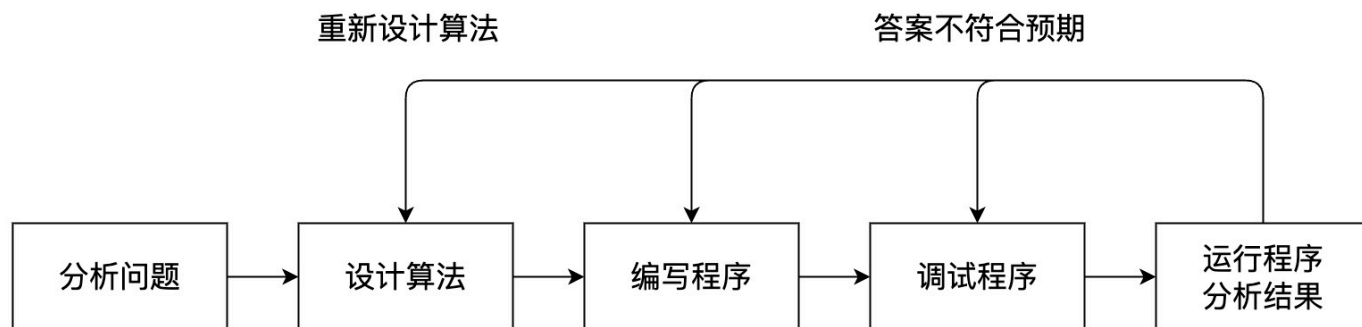 重新设计算法
答案不符合预期
分析问题
设计算法
编写程序
调试程序
运行程序
分析结果